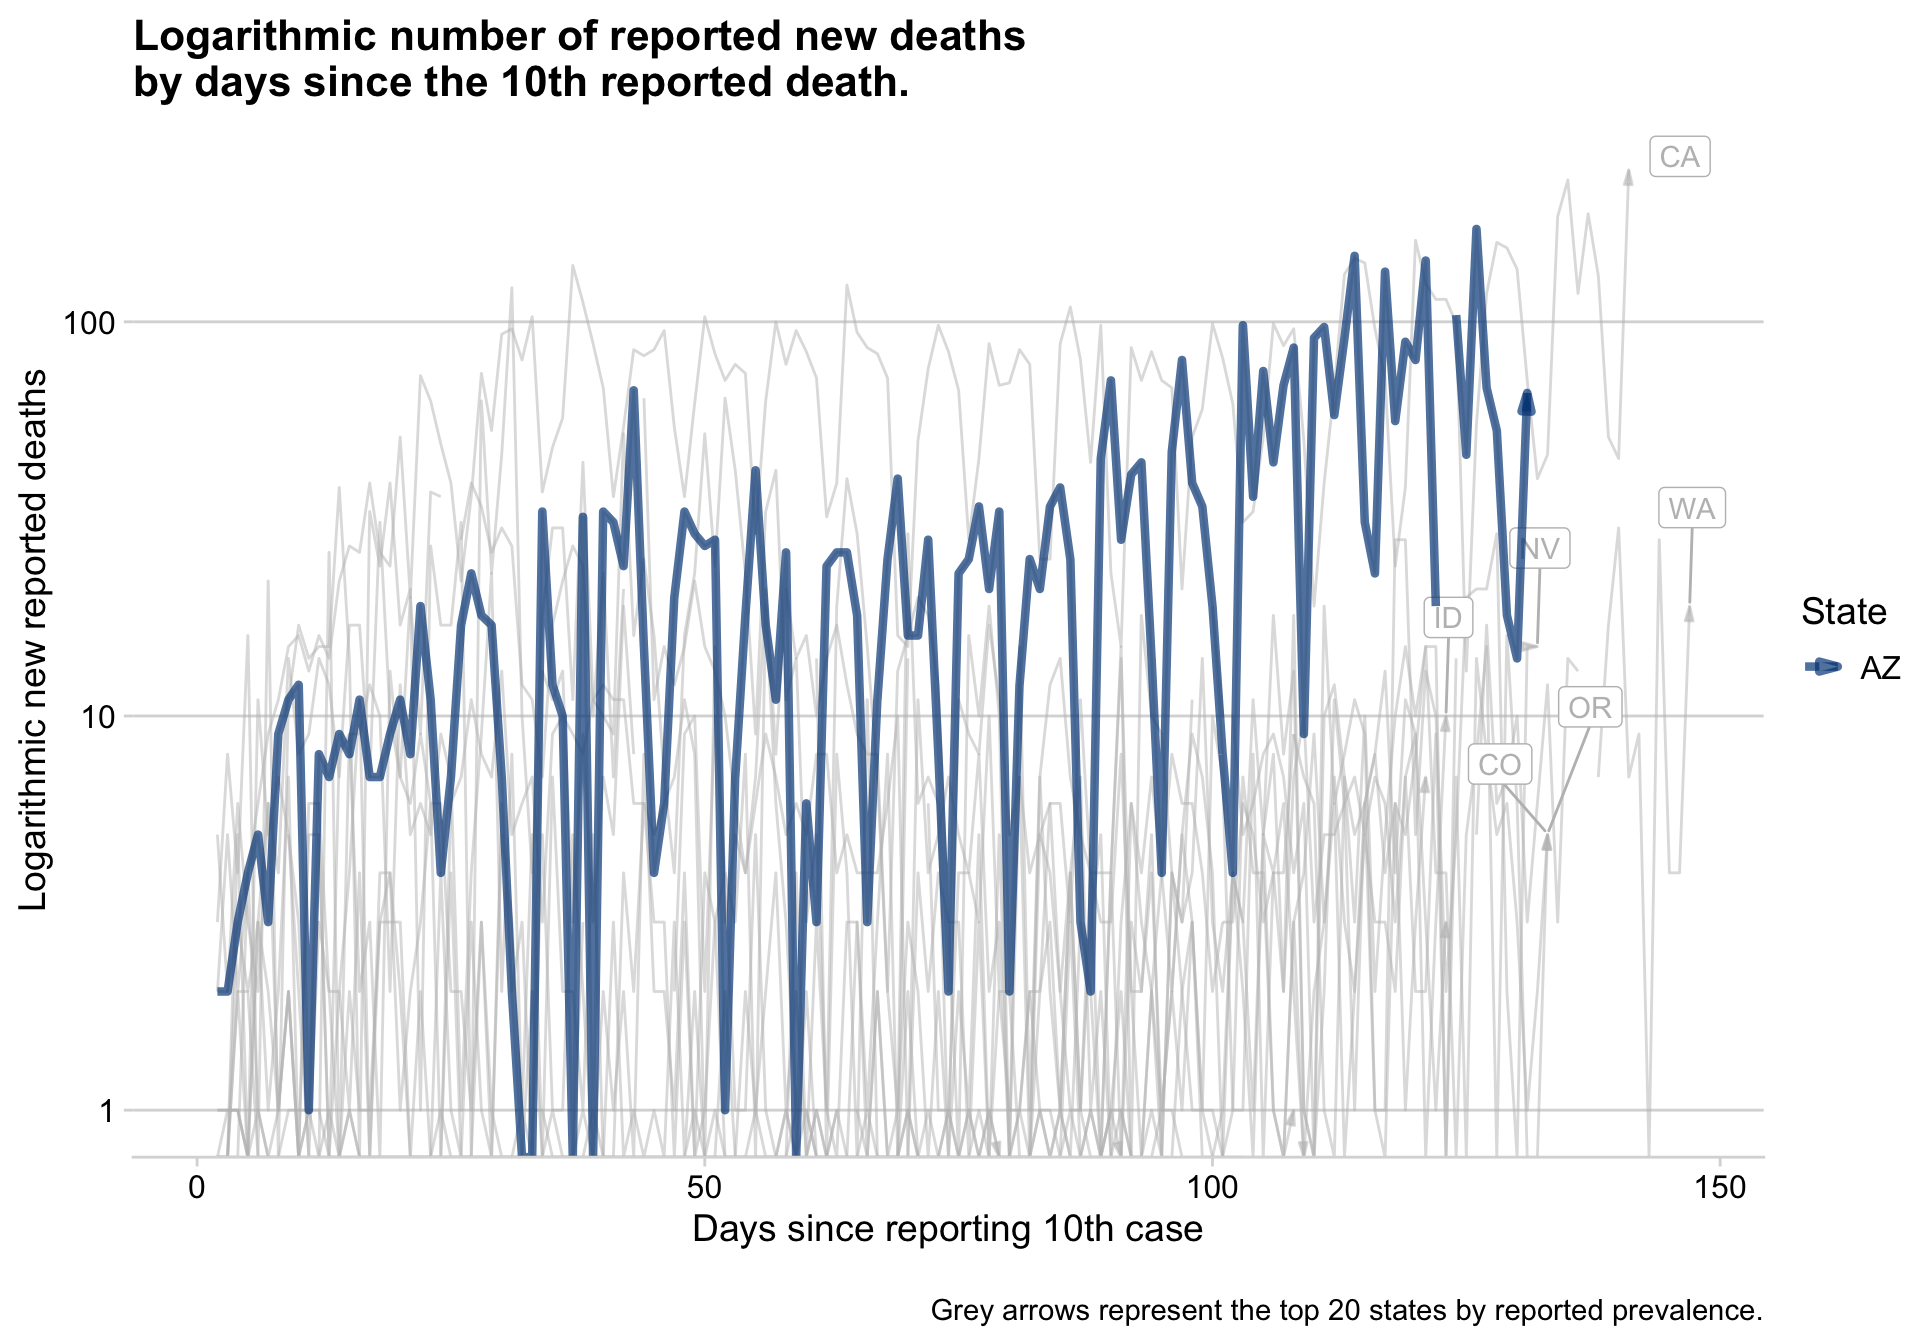 Logarithmic number of reported new deaths
by days since the 10th reported death.
Logarithmic new reported deaths
100
10
1
CA
WA
NV
ID
OR
CO
State
AZ
0
50
100
150
Days since reporting 10th case
Grey arrows represent the top 20 states by reported prevalence.